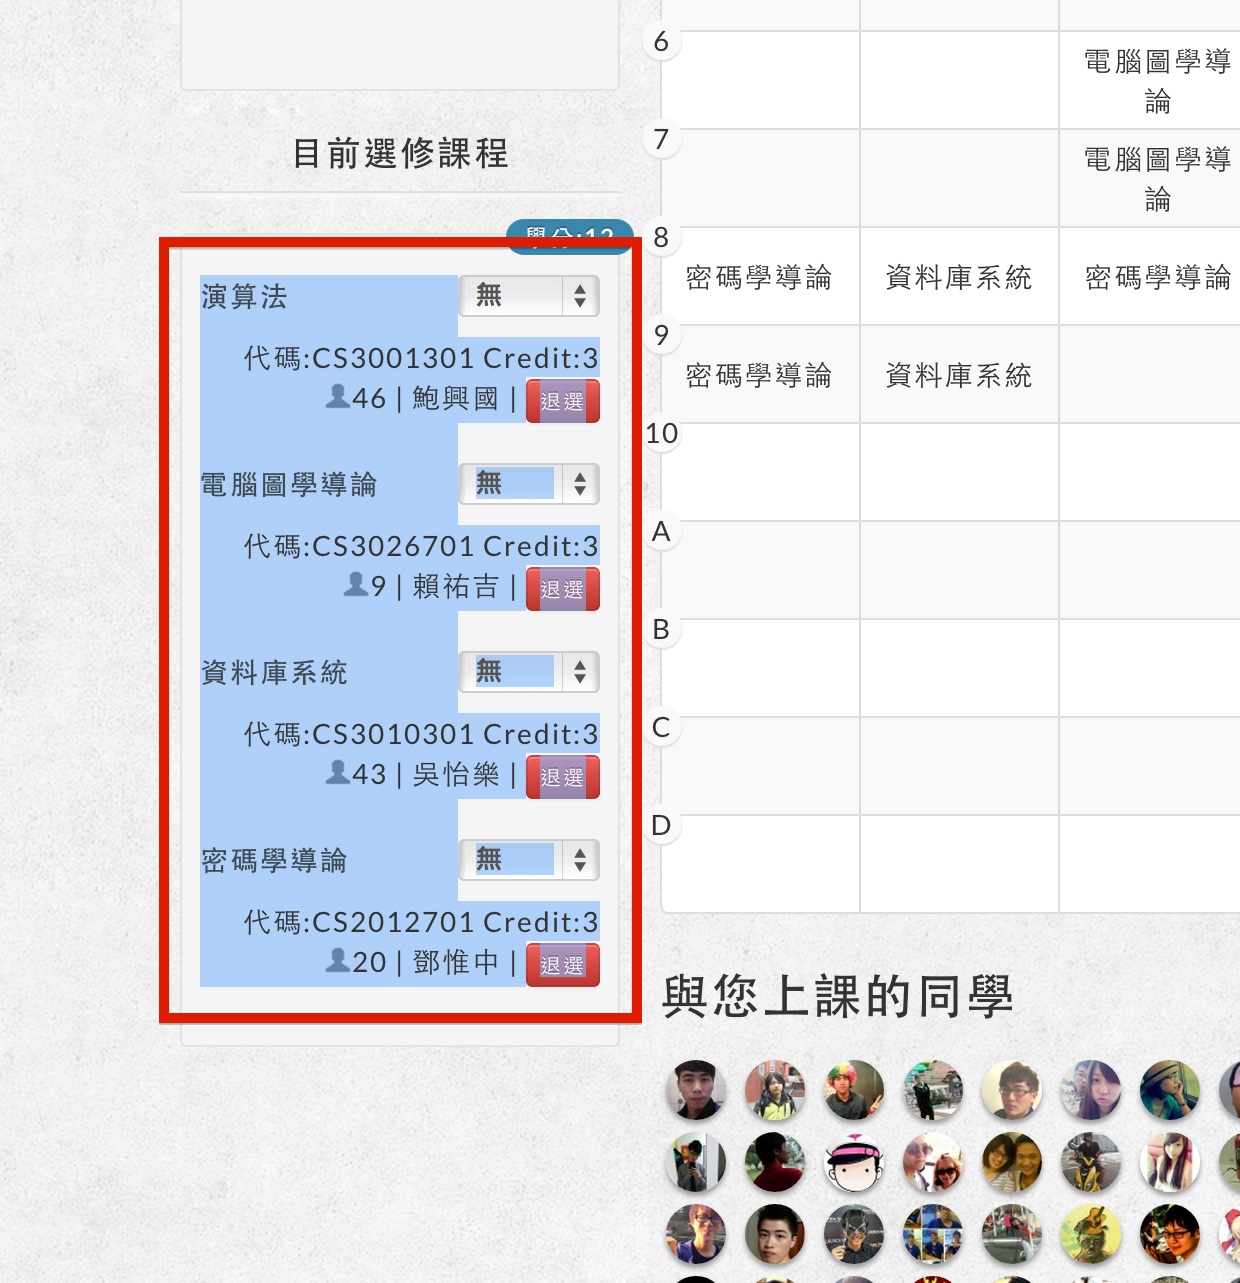 目前選修課程
學分:12
演算法 無
代碼:CS3001301 Credit:3
46 | 鮑興國 | 退選
電腦圖學導論 無
代碼:CS3026701 Credit:3
9 | 賴祐吉 | 退選
資料庫系統 無
代碼:CS3010301 Credit:3
43 | 吳怡樂 | 退選
密碼學導論 無
代碼:CS2012701 Credit:3
20 | 鄧惟中 | 退選
6
電腦圖學導
論
7
電腦圖學導
論
8
密碼學導論 資料庫系統 密碼學導論
9
密碼學導論 資料庫系統
10
A
B
C
D
與您上課的同學